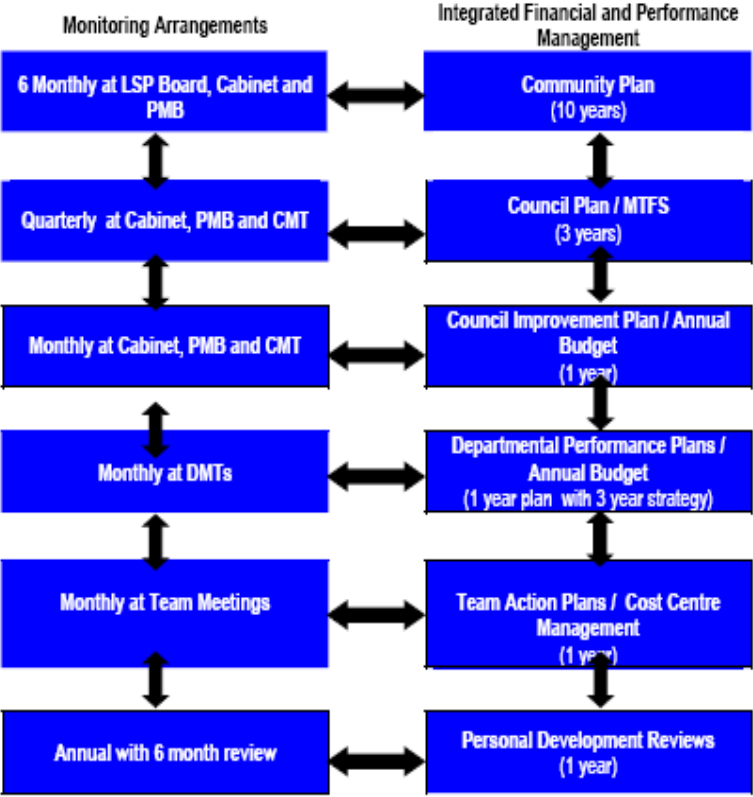 Monitoring Arrangements
Integrated Financial and Performance
Management
6 Monthly at LSP Board, Cabinet and
PMB
Community Plan
(10 years)
Quarterly at Cabinet, PMB and CMT
Council Plan / MTFS
(3 years)
Monthly at Cabinet, PMB and CMT
Council Improvement Plan / Annual
Budget
(1 year)
Monthly at DMTs
Departmental Performance Plans /
Annual Budget
(1 year plan with 3 year strategy)
Monthly at Team Meetings
Team Action Plans / Cost Centre
Management
(1 year)
Annual with 6 month review
Personal Development Reviews
(1 year)